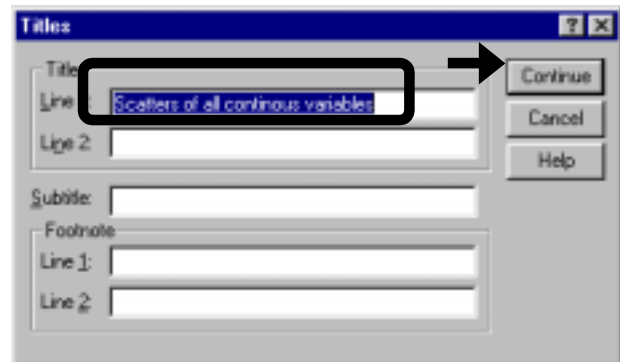 Titles
Title
Line 1: Scatters of all continous variables
Line 2:
Subtitle:
Footnote
Line 1:
Line 2:
Continue
Cancel
Help